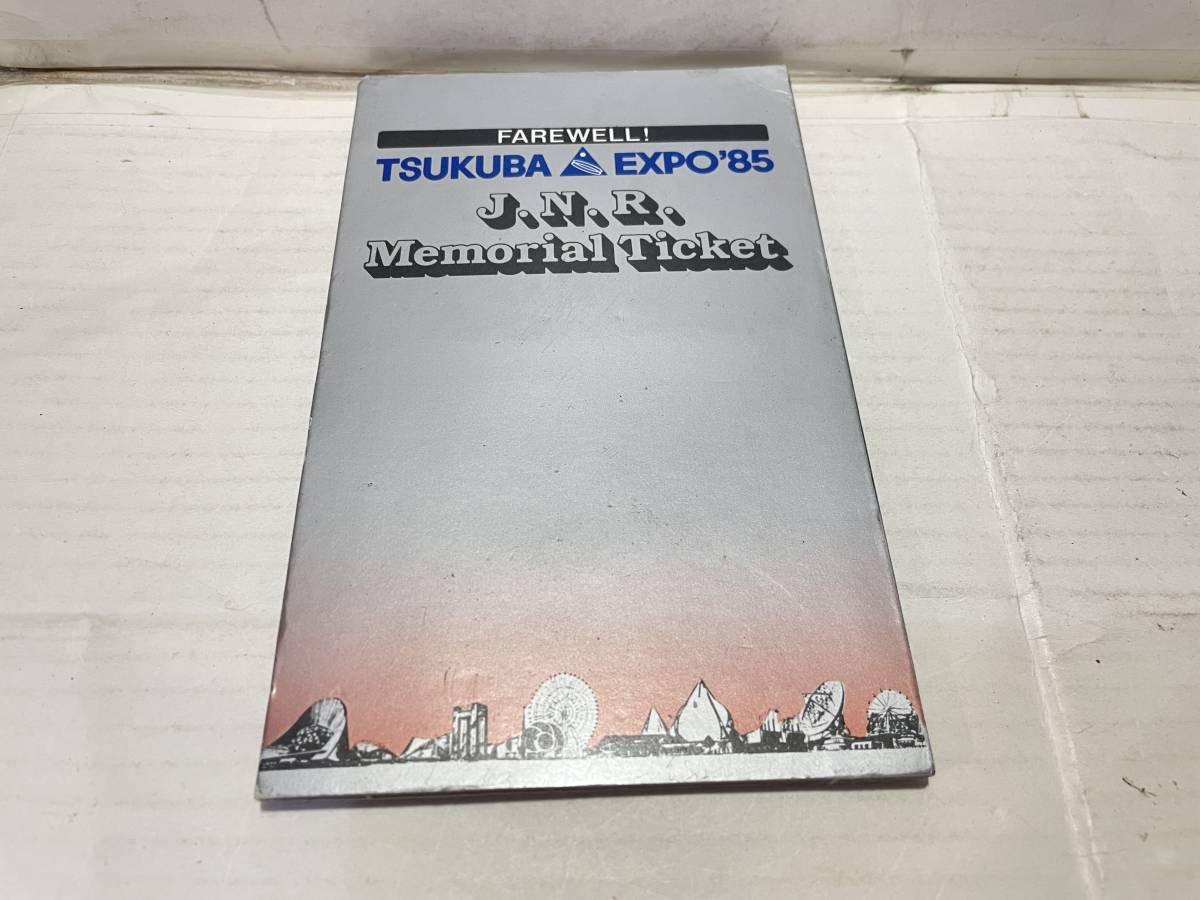 FAREWELL!
TSUKUBA EXPO'85
J.N.R.
Memorial Ticket